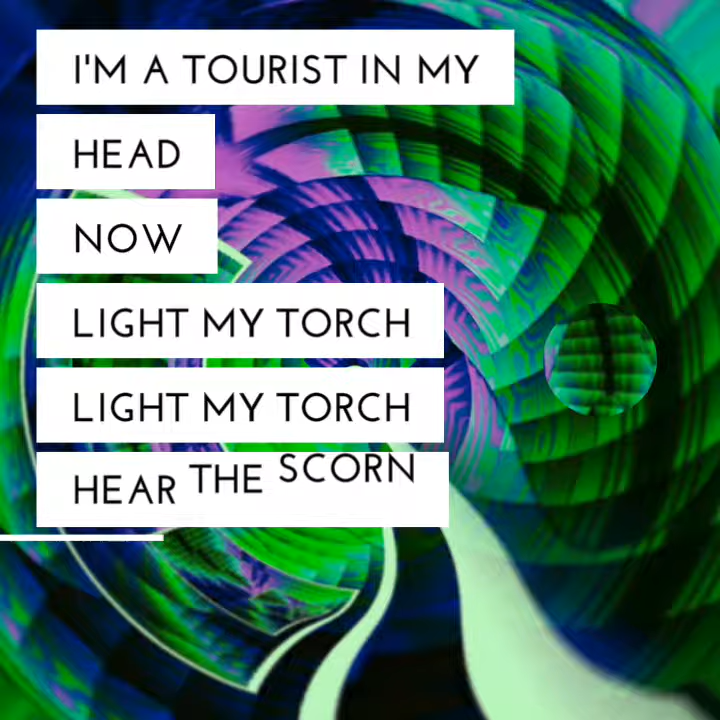 I'M A TOURIST IN MY
HEAD
NOW
LIGHT MY TORCH
LIGHT MY TORCH
HEAR THE SCORN